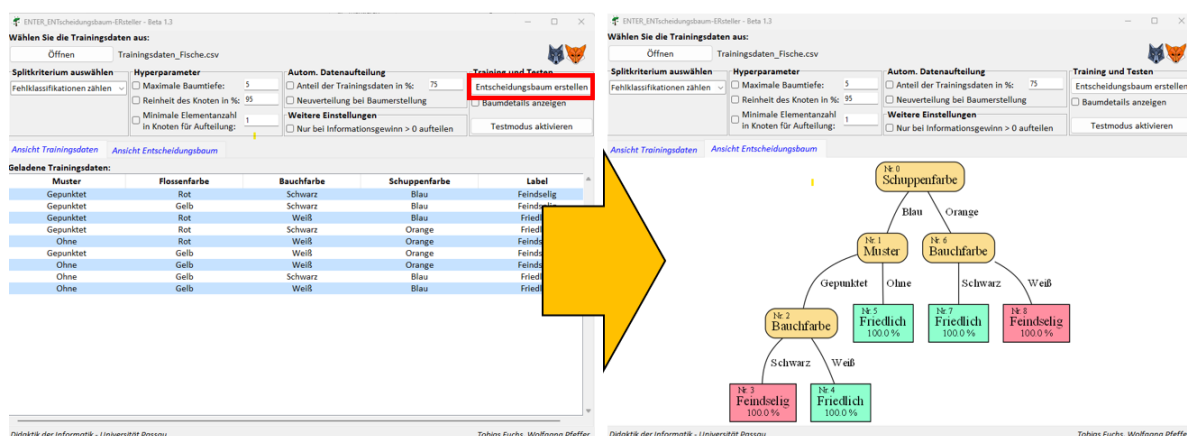 ENTER_ENTscheidungsbaum-ERsteller - Beta 1.3
Wählen Sie die Trainingsdaten aus:
Öffnen Trainingsdaten_Fische.csv
Splitkriterium auswählen Hyperparameter Autom. Datenaufteilung Training und Testen
Fehlklassifikationen zählen Maximale Baumtiefe: 5 Anteil der Trainingsdaten in %: 75 Entscheidungsbaum erstellen
Reinheit des Knoten in %: 95 Neuverteilung bei Baumerstellung Baumdetails anzeigen
Minimale Elementanzahl in Knoten für Aufteilung: 1 Weitere Einstellungen
Nur bei Informationsgewinn > 0 aufteilen Testmodus aktivieren
Ansicht Trainingsdaten Ansicht Entscheidungsbaum
Geladene Trainingsdaten:
Muster Flossenfarbe Bauchfarbe Schuppenfarbe Label
Gepunktet Rot Schwarz Blau Feindselig
Gepunktet Gelb Schwarz Blau
Gepunktet Rot Weiß Blau
Gepunktet Rot Schwarz Orange
Ohne Rot Weiß Orange
Gepunktet Gelb Weiß Orange
Ohne Gelb Weiß Orange
Ohne Gelb Schwarz Blau
Ohne Gelb Weiß Blau
Didaktik der Informatik - Universität Passau Tobias Fuchs, Wolfgang Pfeffer
ENTER_ENTscheidungsbaum-ERsteller - Beta 1.3
Wählen Sie die Trainingsdaten aus:
Öffnen Trainingsdaten_Fische.csv
Splitkriterium auswählen Hyperparameter Autom. Datenaufteilung Training und Testen
Fehlklassifikationen zählen Maximale Baumtiefe: 5 Anteil der Trainingsdaten in %: 75 Entscheidungsbaum erstellen
Reinheit des Knoten in %: 95 Neuverteilung bei Baumerstellung Baumdetails anzeigen
Minimale Elementanzahl in Knoten für Aufteilung: 1 Weitere Einstellungen
Nur bei Informationsgewinn > 0 aufteilen Testmodus aktivieren
Ansicht Trainingsdaten Ansicht Entscheidungsbaum
Nr. 0
Schuppenfarbe
Blau Orange
Nr. 1 Nr. 6
Muster Bauchfarbe
Gepunktet Ohne Schwarz Weiß
Nr. 2 Nr. 5 Nr. 7 Nr. 8
Bauchfarbe Friedlich Friedlich Feindselig
100.0 % 100.0 % 100.0 %
Schwarz Weiß
Nr. 3 Nr. 4
Feindselig Friedlich
100.0 % 100.0 %
Didaktik der Informatik - Universität Passau Tobias Fuchs, Wolfgang Pfeffer